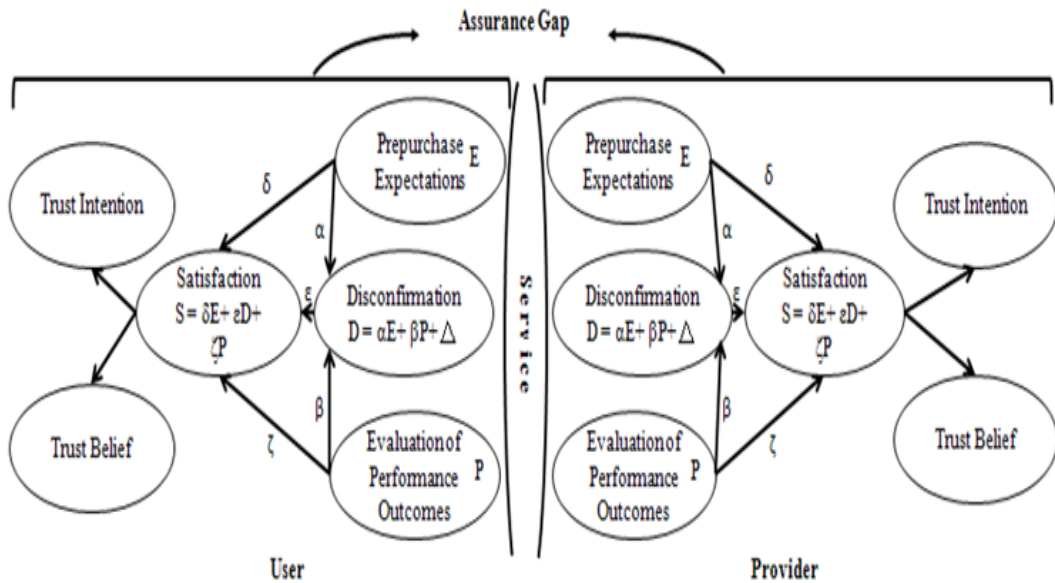 Assurance Gap
Prepurchase
Expectations
E
δ
α
Trust Intention
Satisfaction
S = δE+ εD+
ζP
ε
Disconfirmation
D = αE+ βP+ △
Trust Belief
ζ
β
Evaluation of
Performance
Outcomes
P
User
Service
Prepurchase
Expectations
E
δ
α
Trust Intention
Disconfirmation
D = αE+ βP+ △
ε
Satisfaction
S = δE+ εD+
ζP
Trust Belief
β
ζ
Evaluation of
Performance
Outcomes
P
Provider